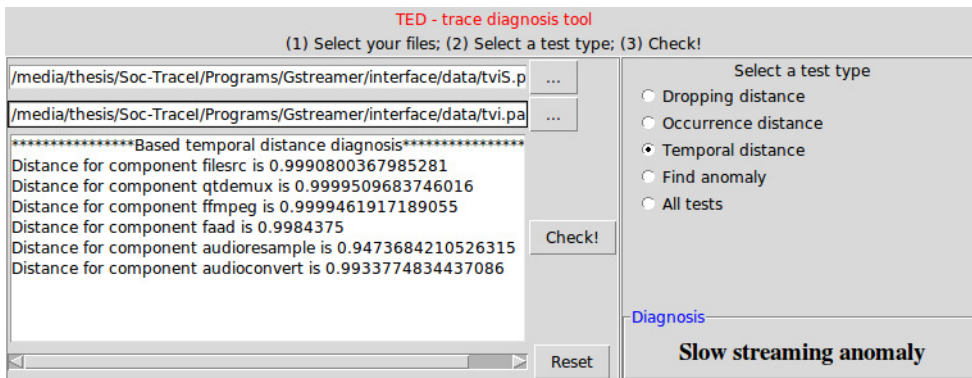 TED - trace diagnosis tool
(1) Select your files; (2) Select a test type; (3) Check!
/media/thesis/Soc-TraceI/Programs/Gstreamer/interface/data/tviS.p
...
/media/thesis/Soc-TraceI/Programs/Gstreamer/interface/data/tvi.pa
...
****************Based temporal distance diagnosis****************
Distance for component filesrc is 0.9990800367985281
Distance for component qtdemux is 0.9999509683746016
Distance for component ffmpeg is 0.9999461917189055
Distance for component faad is 0.9984375
Distance for component audioresample is 0.9473684210526315
Distance for component audioconvert is 0.9933774834437086
Check!
Reset
Select a test type
Dropping distance
Occurrence distance
Temporal distance
Find anomaly
All tests
Diagnosis
Slow streaming anomaly